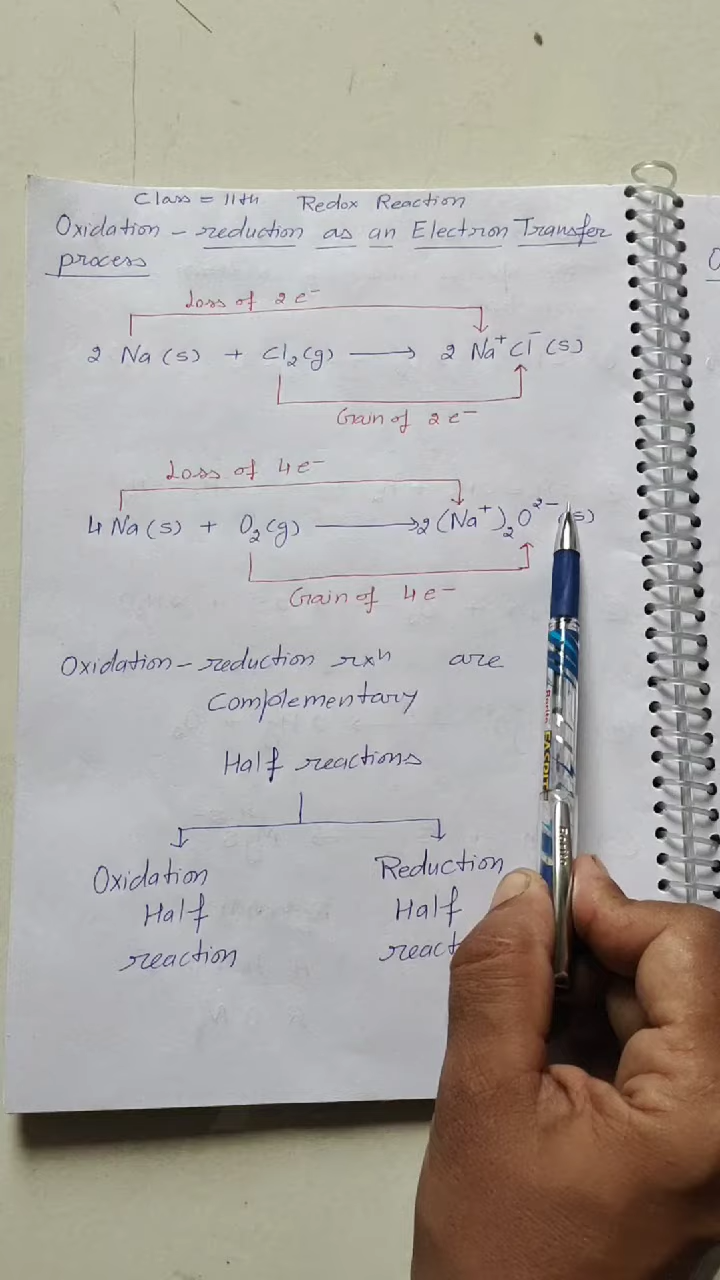 Class = 11th Redox Reaction
Oxidation - reduction as an Electron Transfer
process
Loss of 2e⁻
2 Na(s) + Cl₂(g) → 2 Na⁺Cl⁻(s)
Gain of 2e⁻
Loss of 4e⁻
4Na(s) + O₂(g) → 2(Na⁺)₂O²⁻(s)
Gain of 4e⁻
Oxidation - reduction rxⁿ are
Complementary
Half reactions
Oxidation Reduction
Half Half
reaction react